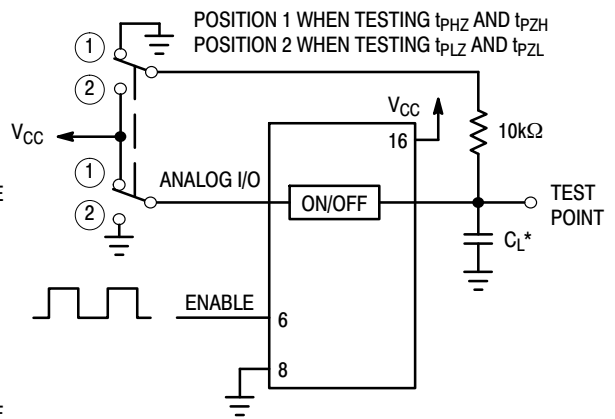 POSITION 1 WHEN TESTING tPHZ AND tPZH
POSITION 2 WHEN TESTING tPLZ AND tPZL
1
2
VCC
VCC
16
10kΩ
1
ANALOG I/O
ON/OFF
TEST
POINT
E
2
CL*
ENABLE
6
8
E